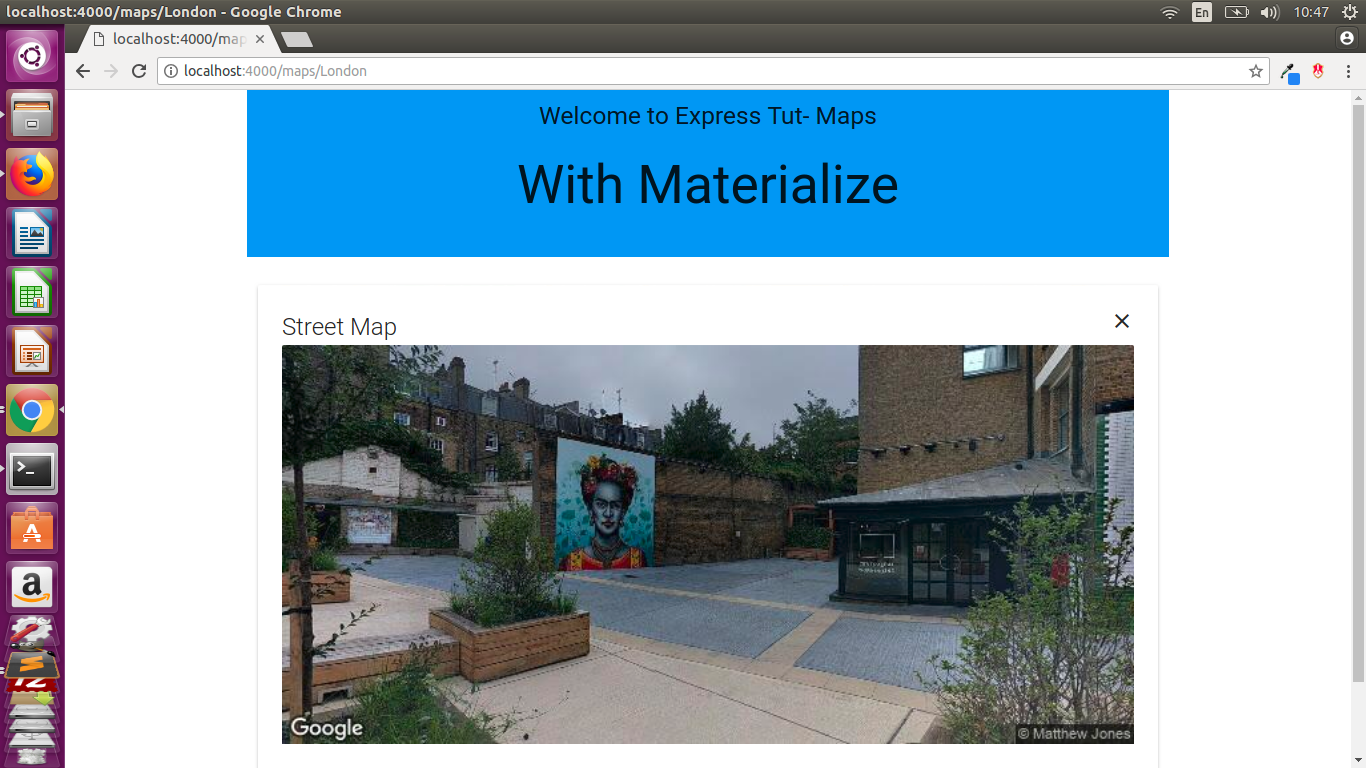 localhost:4000/maps/London - Google Chrome
En
10:47
localhost:4000/map
localhost:4000/maps/London
Welcome to Express Tut- Maps
With Materialize
Street Map
Google
© Matthew Jones